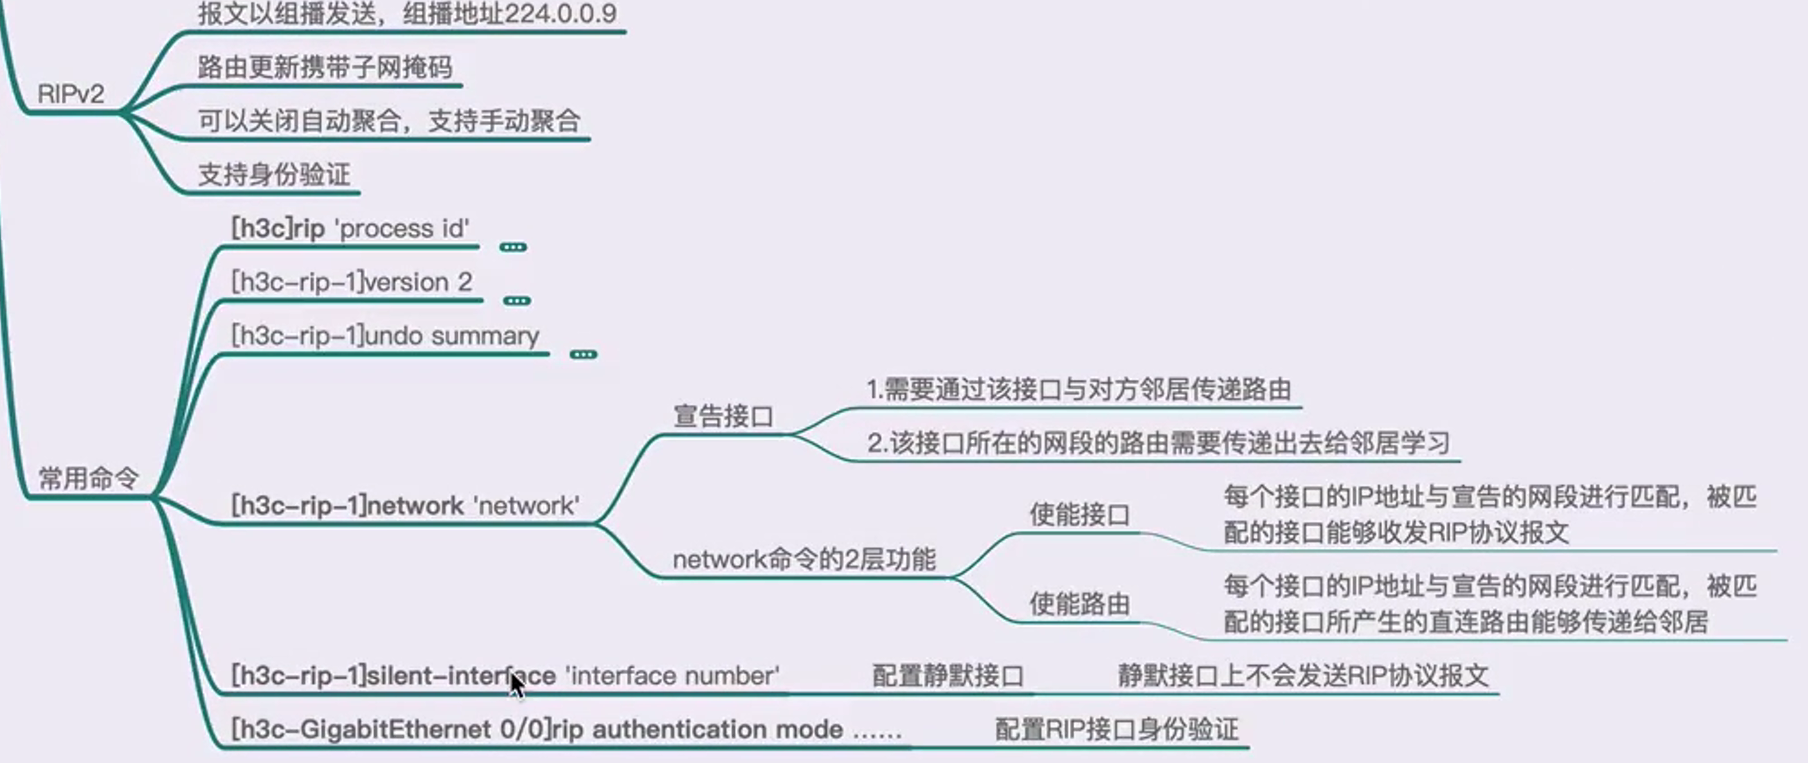 报文以组播发送，组播地址224.0.0.9
RIPv2
路由更新携带子网掩码
可以关闭自动聚合，支持手动聚合
支持身份验证
常用命令
[h3c]rip 'process id'
[h3c-rip-1]version 2
[h3c-rip-1]undo summary
[h3c-rip-1]network 'network'
宣告接口
1.需要通过该接口与对方邻居传递路由
2.该接口所在的网段的路由需要传递出去给邻居学习
network命令的2层功能
使能接口
每个接口的IP地址与宣告的网段进行匹配，被匹
配的接口能够收发RIP协议报文
使能路由
每个接口的IP地址与宣告的网段进行匹配，被匹
配的接口所产生的直连路由能够传递给邻居
[h3c-rip-1]silent-interface 'interface number' 配置静默接口 静默接口上不会发送RIP协议报文
[h3c-GigabitEthernet 0/0]rip authentication mode …… 配置RIP接口身份验证